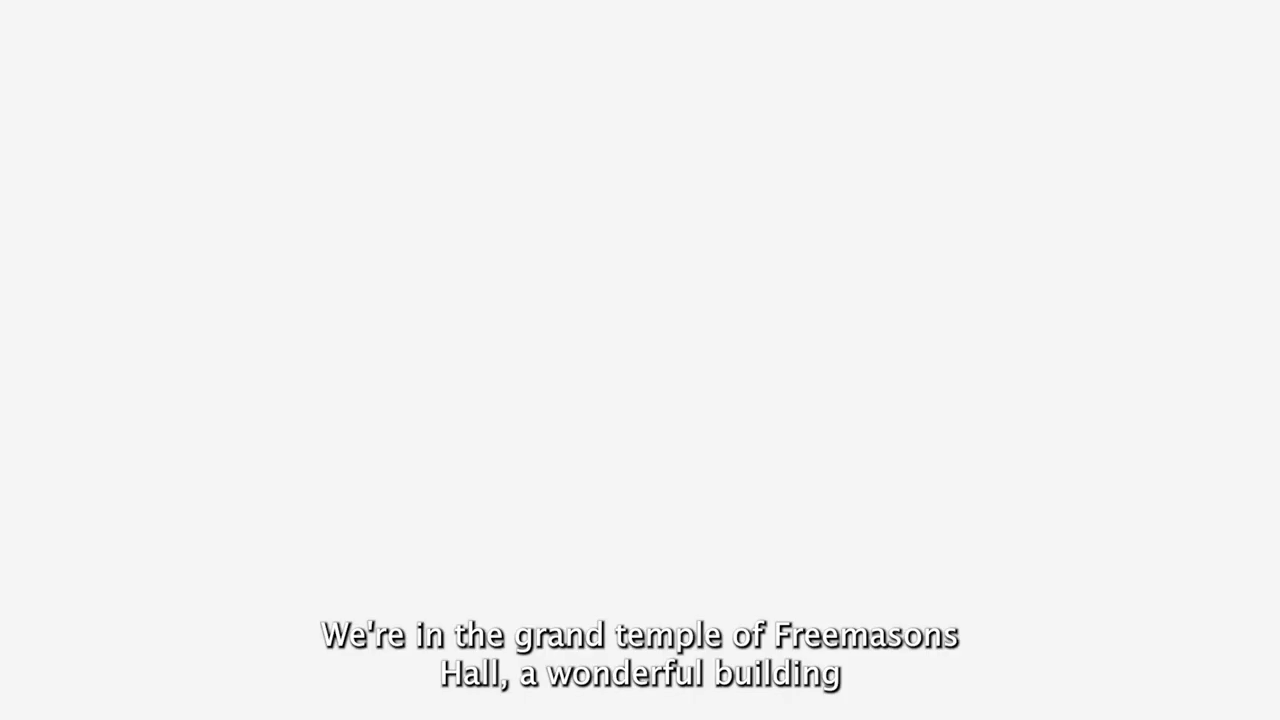 We're in the grand temple of Freemasons
Hall, a wonderful building